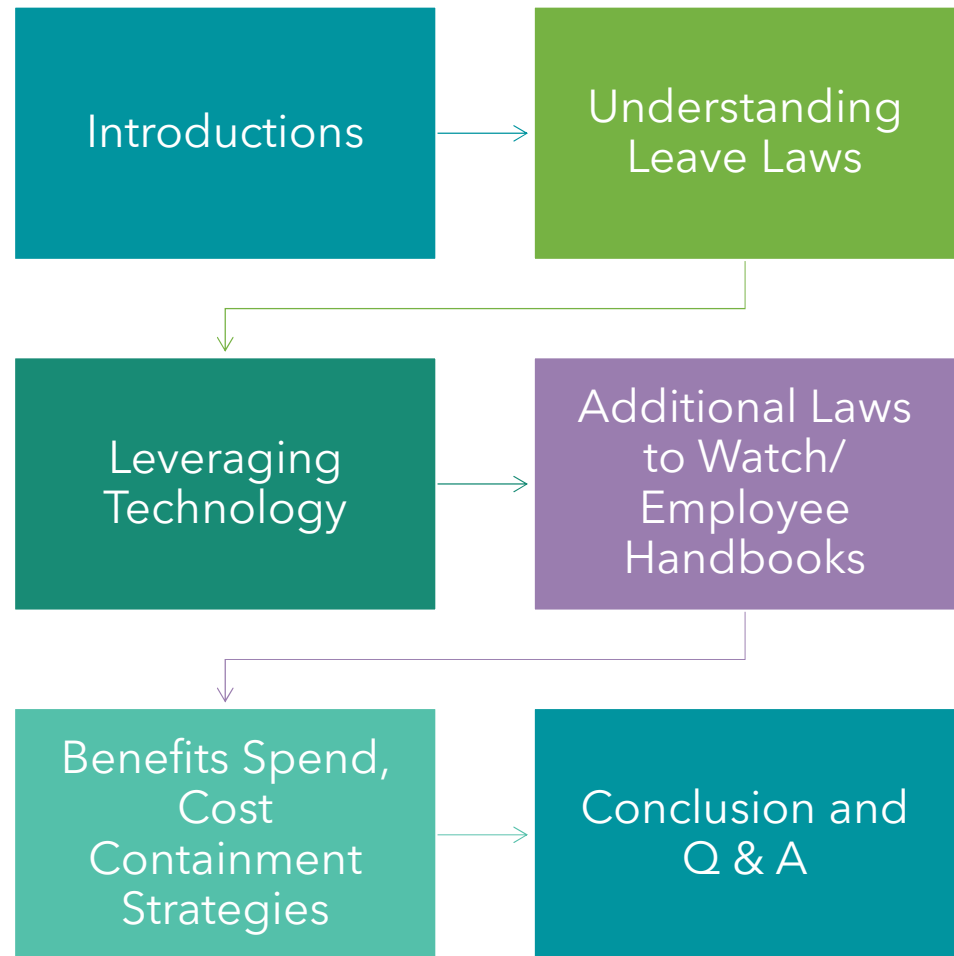 Introductions
Understanding
Leave Laws
Leveraging
Technology
Additional Laws
to Watch/
Employee
Handbooks
Benefits Spend,
Cost
Containment
Strategies
Conclusion and
Q & A